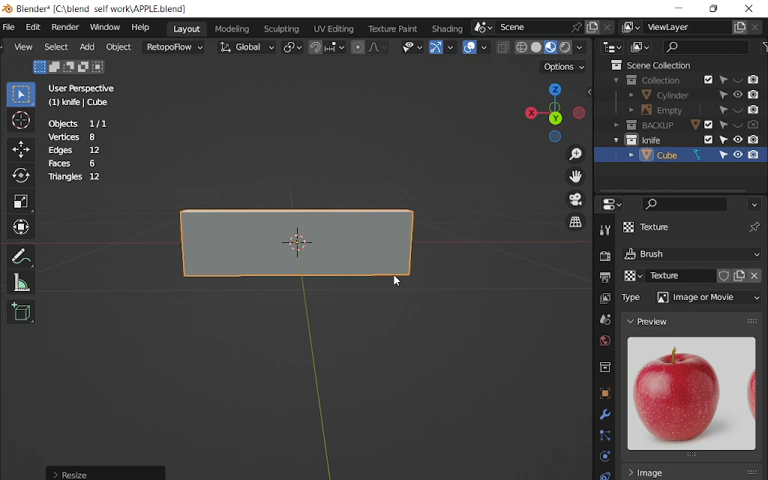 Blender* [C:\blend self work\APPLE.blend]
File Edit Render Window Help Layout Modeling Sculpting UV Editing Texture Paint Shading Scene ViewLayer
View Select Add Object RetopoFlow Global
Options
User Perspective
(1) knife | Cube
Objects 1/1
Vertices 8
Edges 12
Faces 6
Triangles 12
Z
X
Y
Resize
Scene Collection
Collection
Cylinder
Empty
BACKUP
knife
Cube
Texture
Brush
Texture
Type Image or Movie
Preview
Image